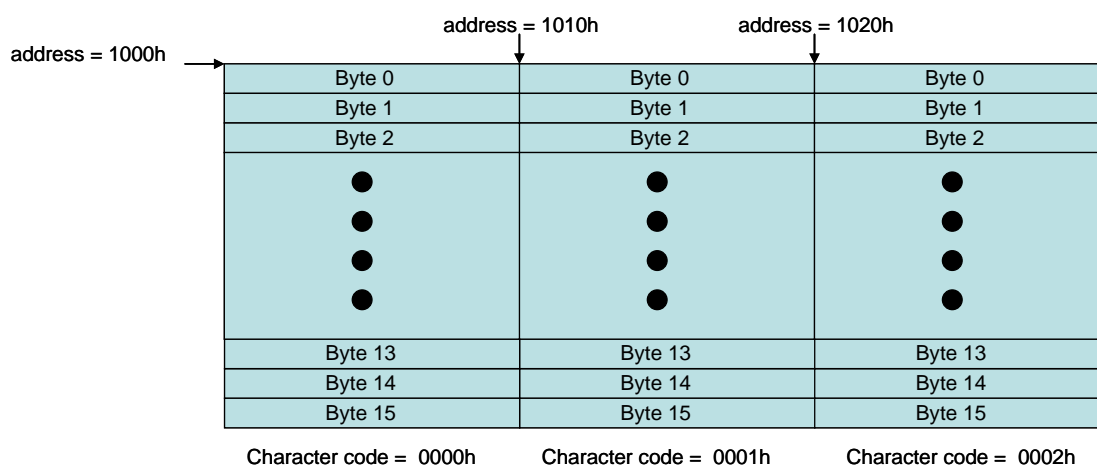 address = 1010h address = 1020h
address = 1000h
Byte 0 Byte 0 Byte 0
Byte 1 Byte 1 Byte 1
Byte 2 Byte 2 Byte 2
Byte 13 Byte 13 Byte 13
Byte 14 Byte 14 Byte 14
Byte 15 Byte 15 Byte 15
Character code = 0000h Character code = 0001h Character code = 0002h